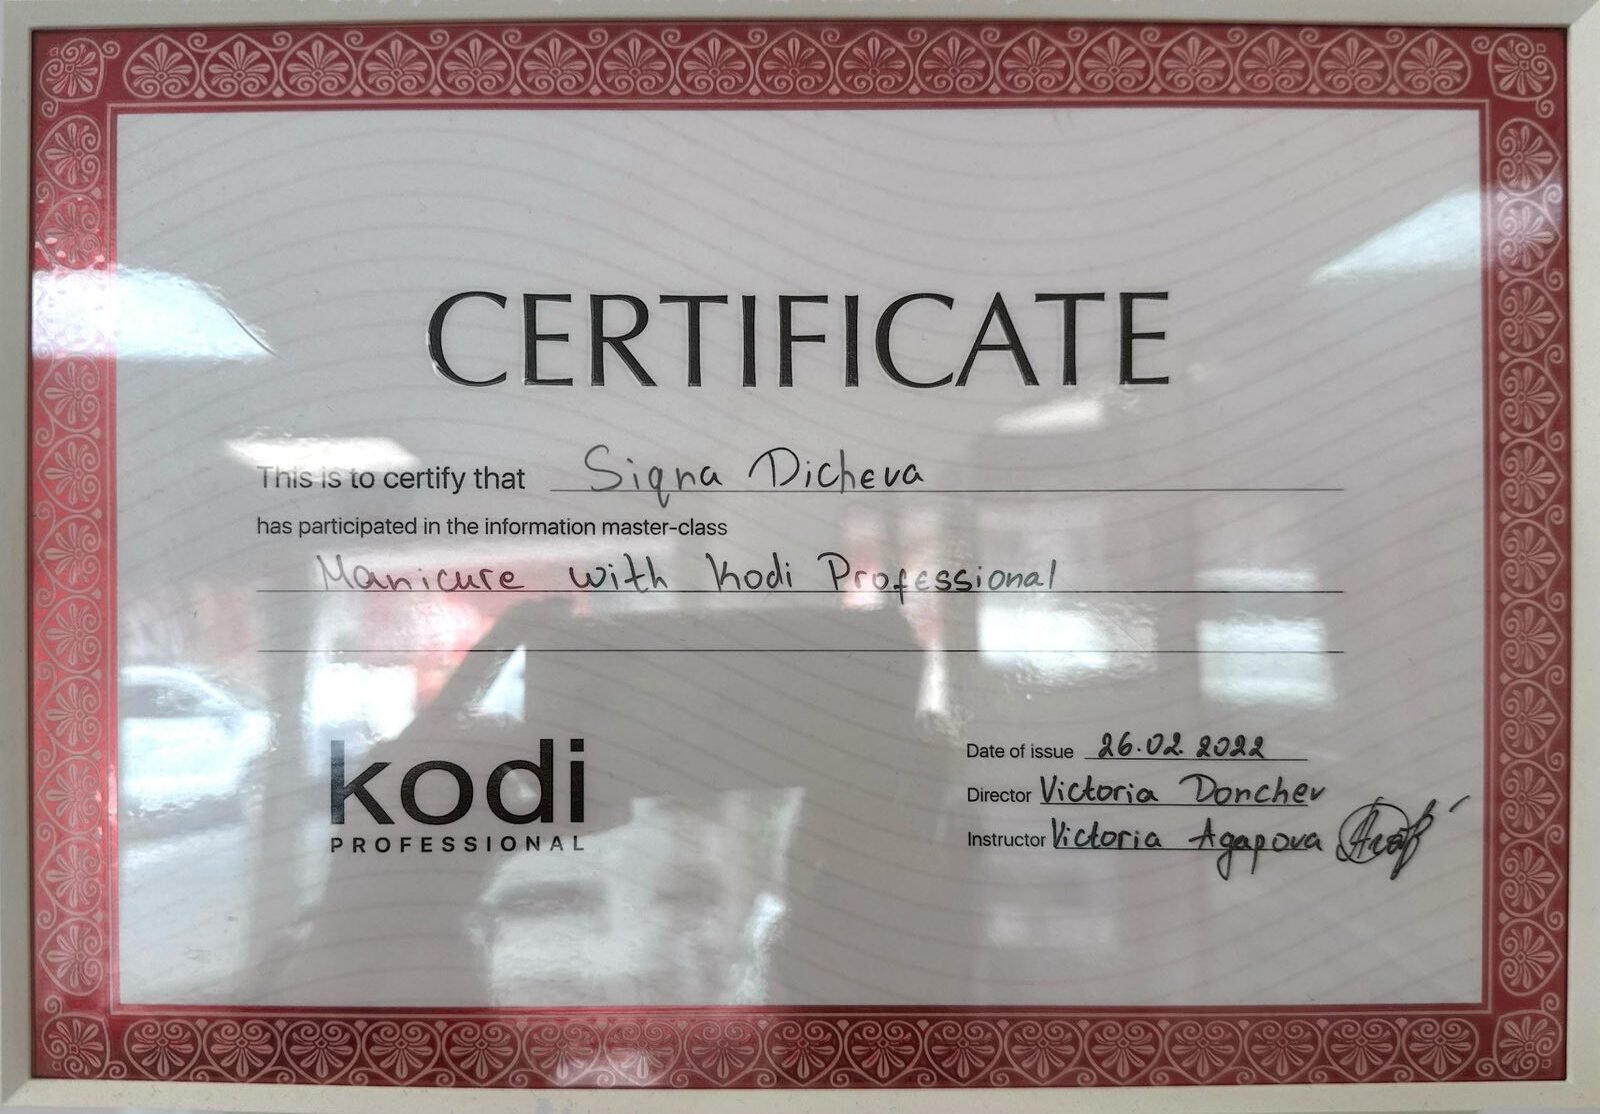 CERTIFICATE
This is to certify that Siqna Dicheva
has participated in the information master-class
Manicure with Kodi Professional
kodi
PROFESSIONAL
Date of issue 26.02.2022
Director Victoria Donchev
Instructor Victoria Agapova